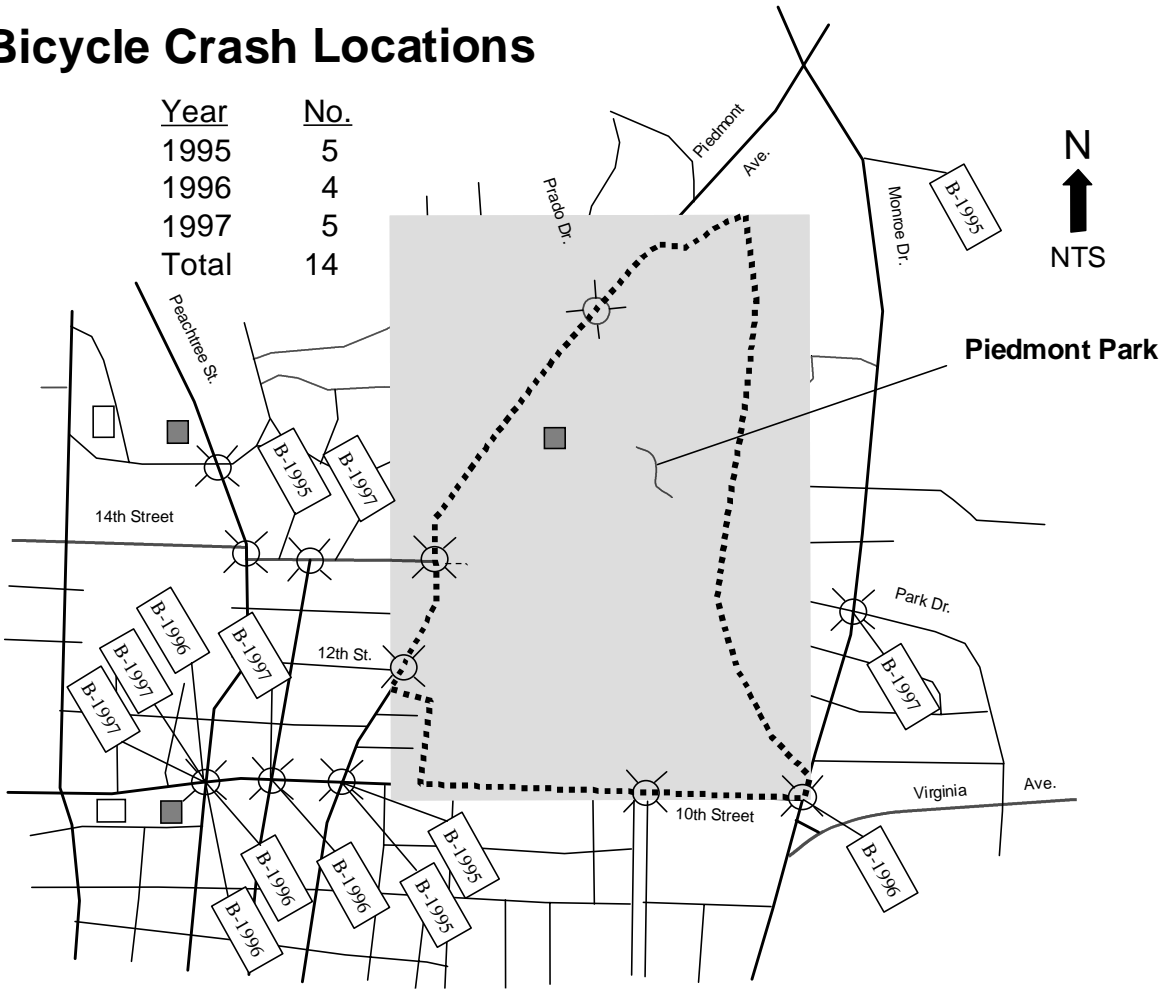 Bicycle Crash Locations
Year No.
1995 5
1996 4
1997 5
Total 14
Piedmont
Ave.
N
NTS
Prado Dr.
Monroe Dr.
B-1995
Peachtree St.
Piedmont Park
B-1995
B-1997
14th Street
B-1996
B-1997
B-1997
B-1997
12th St.
Park Dr.
B-1997
10th Street
Virginia Ave.
B-1995
B-1996
B-1996
B-1995
B-1996
B-1996